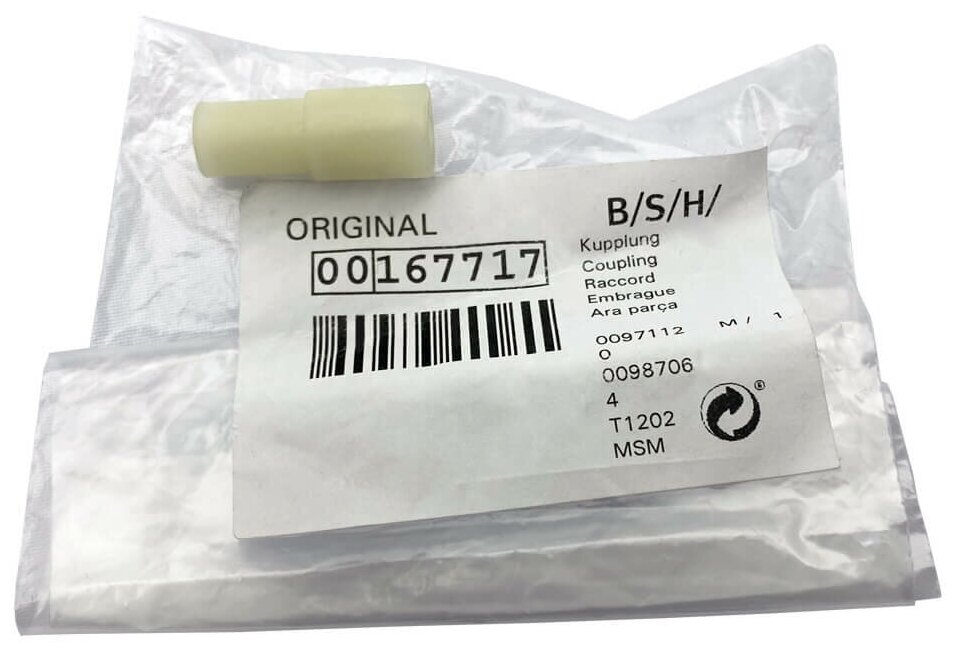 ORIGINAL
00167717
B/S/H/
Kupplung
Coupling
Raccord
Embrague
Ara parça
0097112 M / 1
0
0098706
4
T1202
MSM
®